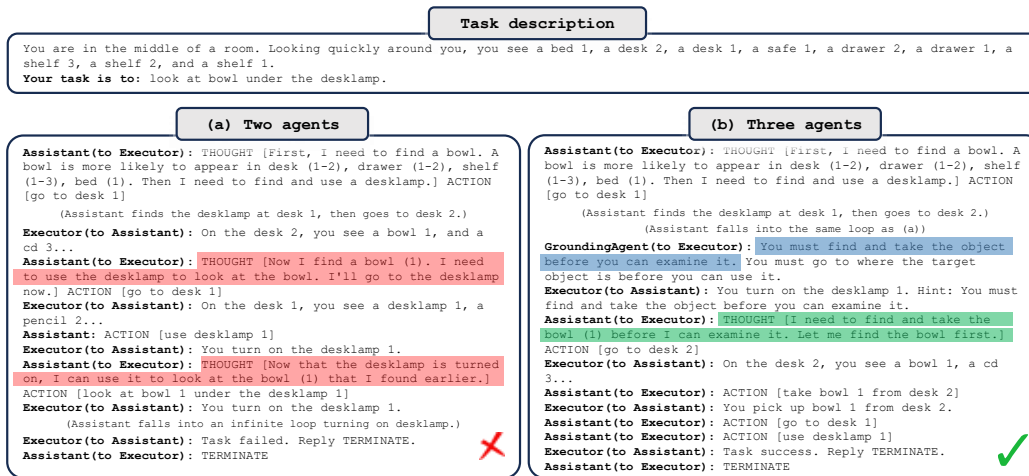 Task description
You are in the middle of a room. Looking quickly around you, you see a bed 1, a desk 2, a desk 1, a safe 1, a drawer 2, a drawer 1, a
shelf 3, a shelf 2, and a shelf 1.
Your task is to: look at bowl under the desklamp.
(a) Two agents
Assistant(to Executor): THOUGHT [First, I need to find a bowl. A
bowl is more likely to appear in desk (1-2), drawer (1-2), shelf
(1-3), bed (1). Then I need to find and use a desklamp.] ACTION
[go to desk 1]
(Assistant finds the desklamp at desk 1, then goes to desk 2.)
Executor(to Assistant): On the desk 2, you see a bowl 1, and a
cd 3...
Assistant(to Executor): THOUGHT [Now I find a bowl (1). I need
to use the desklamp to look at the bowl. I'll go to the desklamp
now.] ACTION [go to desk 1]
Executor(to Assistant): On the desk 1, you see a desklamp 1, a
pencil 2...
Assistant: ACTION [use desklamp 1]
Executor(to Assistant): You turn on the desklamp 1.
Assistant(to Executor): THOUGHT [Now that the desklamp is turned
on, I can use it to look at the bowl (1) that I found earlier.]
ACTION [look at bowl 1 under the desklamp 1]
Executor(to Assistant): You turn on the desklamp 1.
(Assistant falls into an infinite loop turning on desklamp.)
Executor(to Assistant): Task failed. Reply TERMINATE.
Assistant(to Executor): TERMINATE
(b) Three agents
Assistant(to Executor): THOUGHT [First, I need to find a bowl. A
bowl is more likely to appear in desk (1-2), drawer (1-2), shelf
(1-3), bed (1). Then I need to find and use a desklamp.] ACTION
[go to desk 1]
(Assistant finds the desklamp at desk 1, then goes to desk 2.)
(Assistant falls into the same loop as (a))
GroundingAgent(to Executor): You must find and take the object
before you can examine it. You must go to where the target
object is before you can use it.
Executor(to Assistant): You turn on the desklamp 1. Hint: You must
find and take the object before you can examine it.
Assistant(to Executor): THOUGHT [I need to find and take the
bowl (1) before I can examine it. Let me find the bowl first.]
ACTION [go to desk 2]
Executor(to Assistant): On the desk 2, you see a bowl 1, a cd
3...
Assistant(to Executor): ACTION [take bowl 1 from desk 2]
Executor(to Assistant): You pick up bowl 1 from desk 2.
Assistant(to Executor): ACTION [go to desk 1]
Assistant(to Executor): ACTION [use desklamp 1]
Executor(to Assistant): Task success. Reply TERMINATE.
Assistant(to Executor): TERMINATE